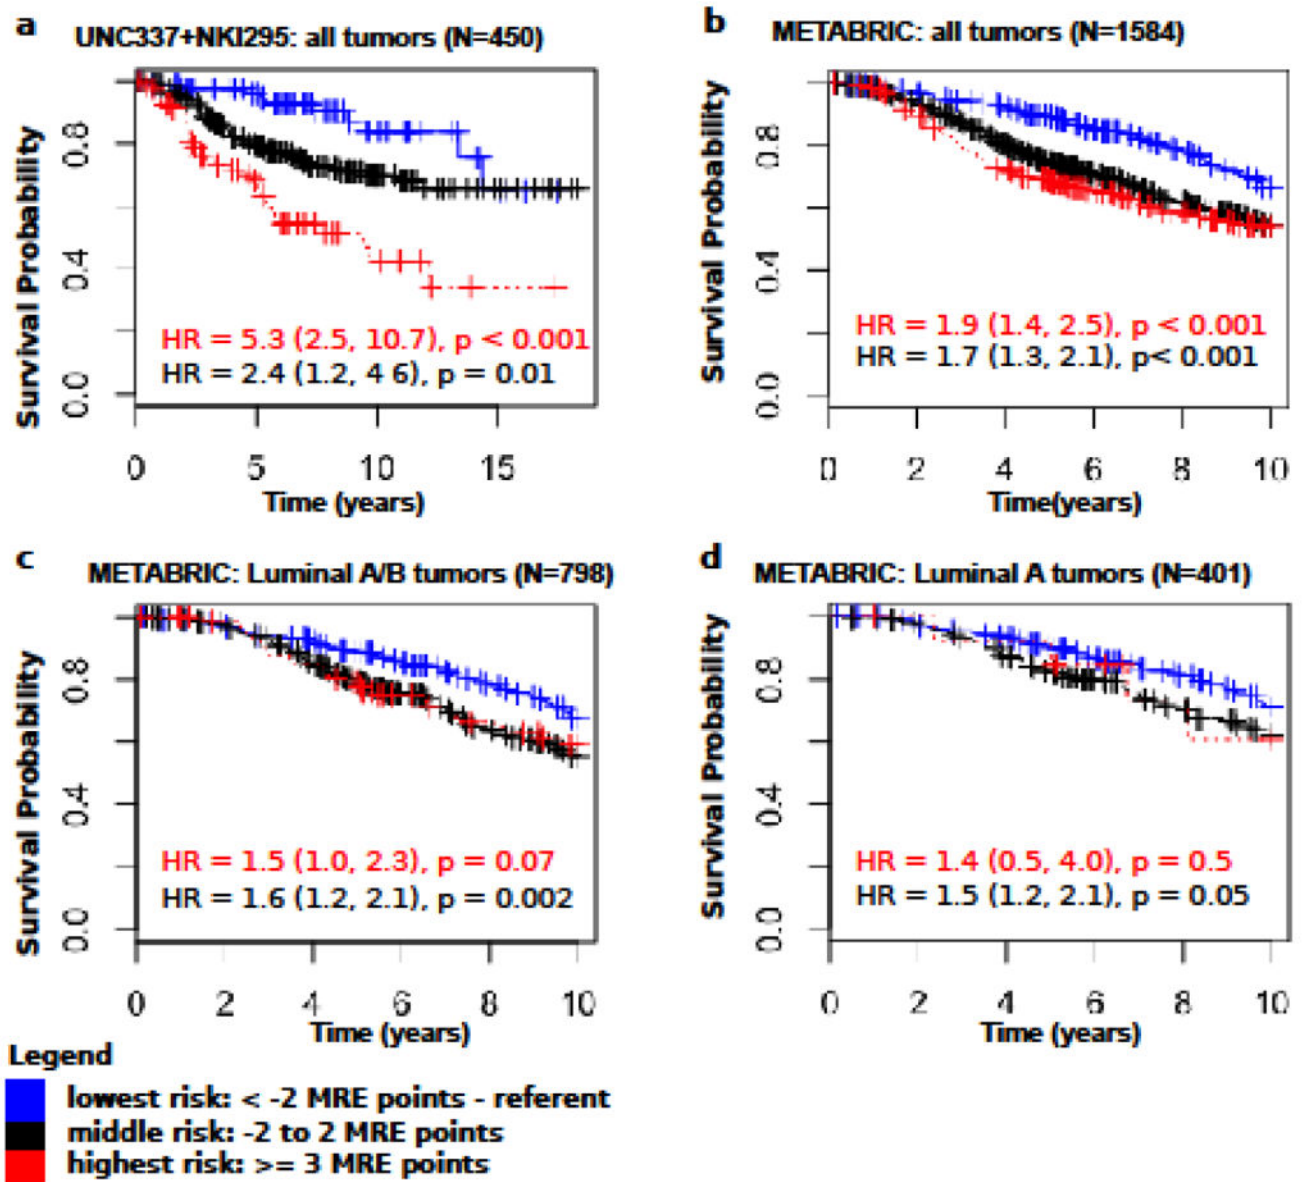 a
UNC337+NKI295: all tumors (N=450)
Survival Probability
0.8
0.4
0.0
HR = 5.3 (2.5, 10.7), p < 0.001
HR = 2.4 (1.2, 4 6), p = 0.01
0 5 10 15
Time (years)
b
METABRIC: all tumors (N=1584)
Survival Probability
0.8
0.4
0.0
HR = 1.9 (1.4, 2.5), p < 0.001
HR = 1.7 (1.3, 2.1), p< 0.001
0 2 4 6 8 10
Time(years)
c
METABRIC: Luminal A/B tumors (N=798)
Survival Probability
0.8
0.4
0.0
HR = 1.5 (1.0, 2.3), p = 0.07
HR = 1.6 (1.2, 2.1), p = 0.002
0 2 4 6 8 10
Time (years)
d
METABRIC: Luminal A tumors (N=401)
Survival Probability
0.8
0.4
0.0
HR = 1.4 (0.5, 4.0), p = 0.5
HR = 1.5 (1.2, 2.1), p = 0.05
0 2 4 6 8 10
Time (years)
Legend
lowest risk: < -2 MRE points - referent
middle risk: -2 to 2 MRE points
highest risk: >= 3 MRE points